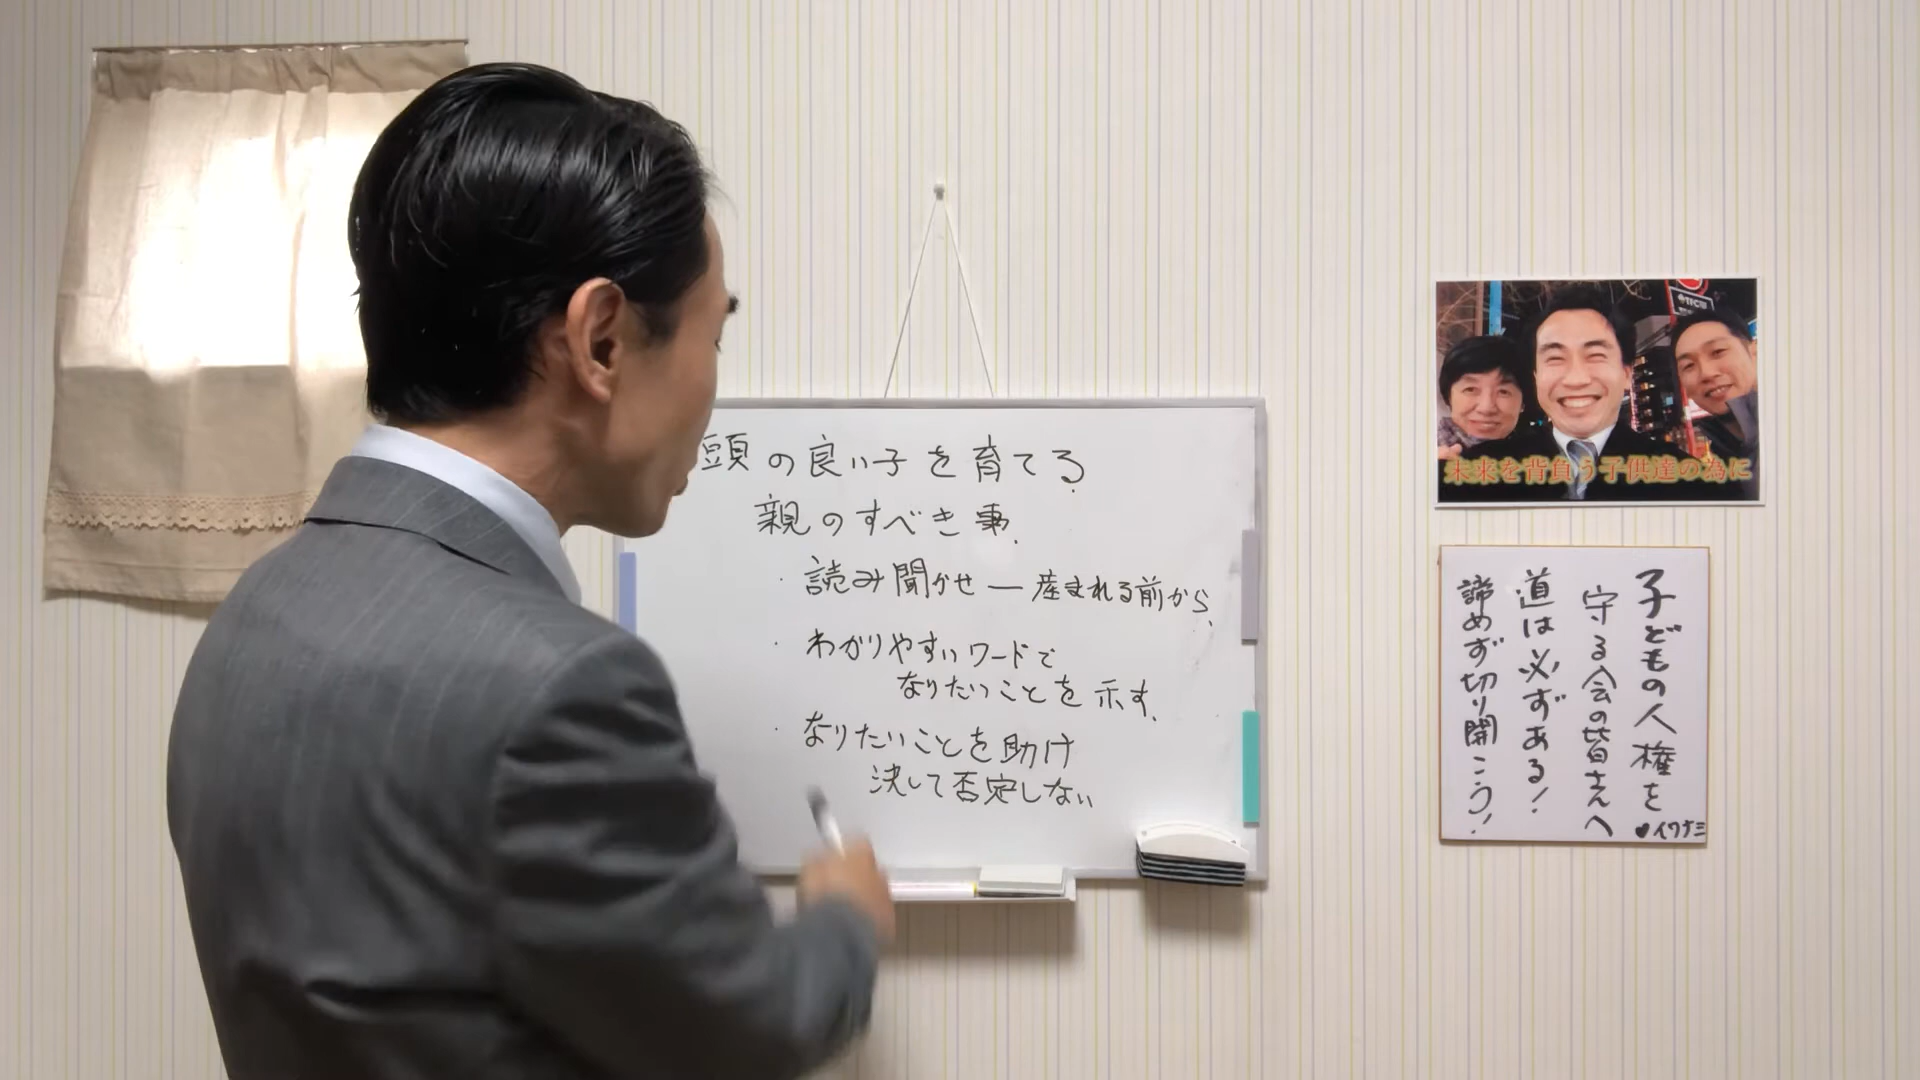 頭の良い子を育てる
親のすべき事.
・読み聞かせ ― 産まれる前から、
・わかりやすいワードで
なりたいことを示す.
・なりたいことを助け
決して否定しない
未来を背負う子供達の為に
子どもの人権を
守る会の皆さんへ
道は必ずある!
諦めず切り開こう!
♥イワナミ